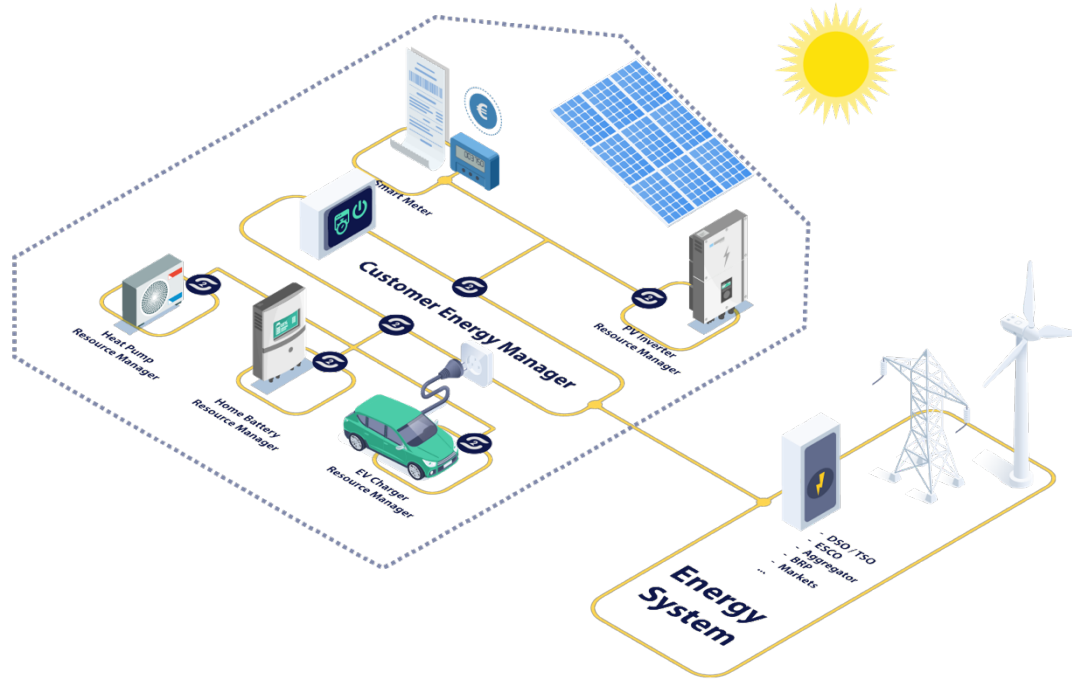 €
Smart Meter
Customer Energy Manager
Heat Pump
Resource Manager
PV Inverter
Resource Manager
Home Battery
Resource Manager
EV Charger
Resource Manager
- DSO / TSO
- ESCO
- Aggregator
- BRP
- Markets
...
Energy
System